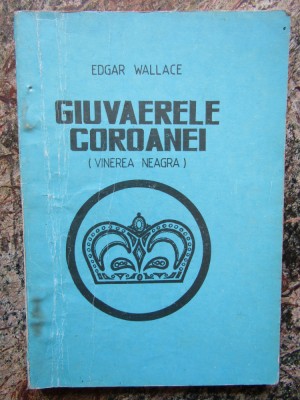 EDGAR WALLACE
GIUVAERELE
COROANEI
( VINEREA NEAGRA )